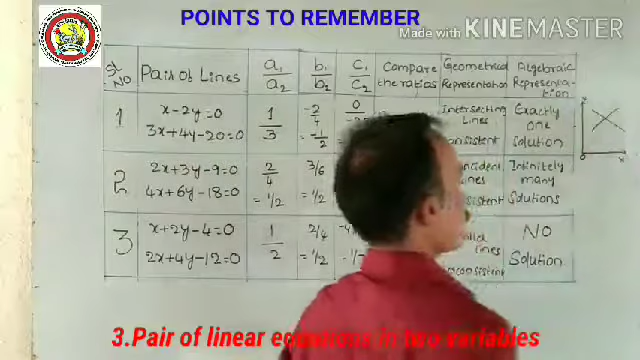 POINTS TO REMEMBER
Made with KINEMASTER
Sl. NO | Pair of Lines | a₁/a₂ | b₁/b₂ | c₁/c₂ | Compare the ratios | Geometrical Representation | Algebraic Representation
1 | x-2y=0 | 1/3 | -2/4 | 0 | Intersecting Lines | Exactly one
3x+4y-20=0 | = -1/2 | consistent | Solution
2 | 2x+3y-9=0 | 2/4 | 3/6 | Lines | Infinitely many
4x+6y-18=0 | = 1/2 | = 1/2 | Solutions
3 | x+2y-4=0 | 1/2 | 2/4 | lines | NO
2x+4y-12=0 | = 1/2 | Solution
3.Pair of linear equations in two variables